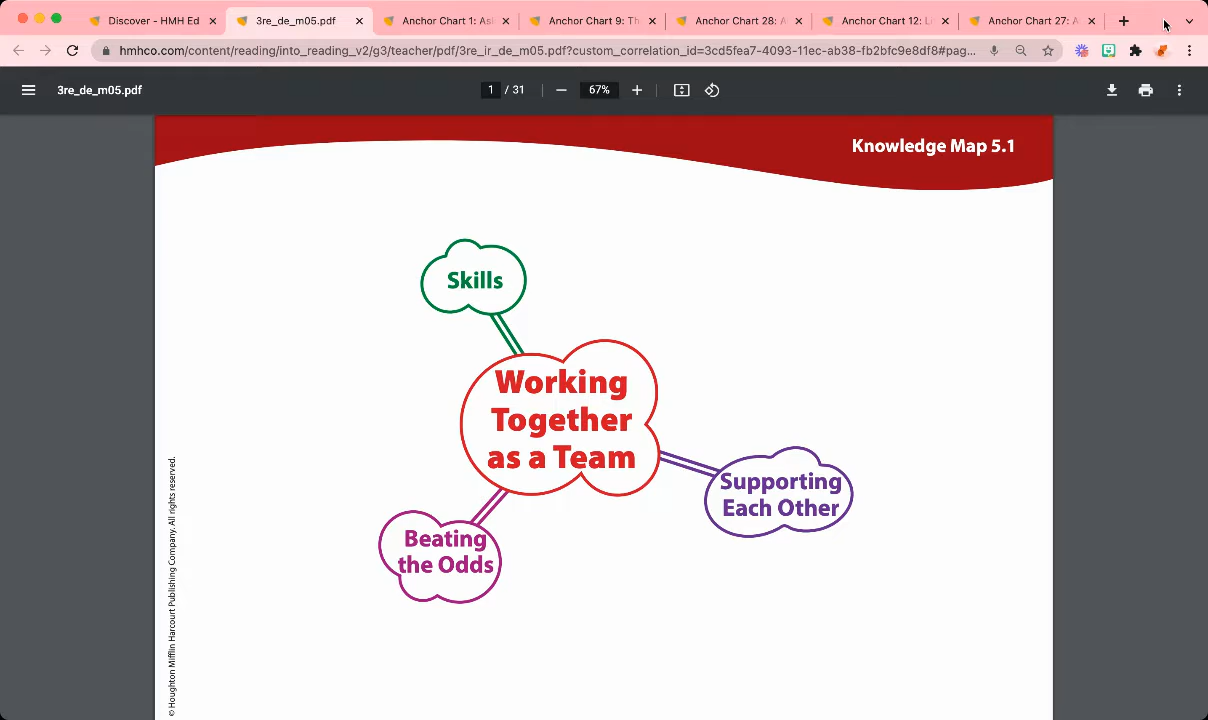 Discover - HMH Ed
3re_de_m05.pdf
Anchor Chart 1: Asi
Anchor Chart 9: Th
Anchor Chart 28: A
Anchor Chart 12: L
Anchor Chart 27: A
hmhco.com/content/reading/into_reading_v2/g3/teacher/pdf/3re_ir_de_m05.pdf?custom_correlation_id=3cd5fea7-4093-11ec-ab38-fb2bfc9e8df8#pag...
3re_de_m05.pdf
1 / 31
67%
Knowledge Map 5.1
Skills
Working
Together
as a Team
Supporting
Each Other
Beating
the Odds
© Houghton Mifflin Harcourt Publishing Company. All rights reserved.